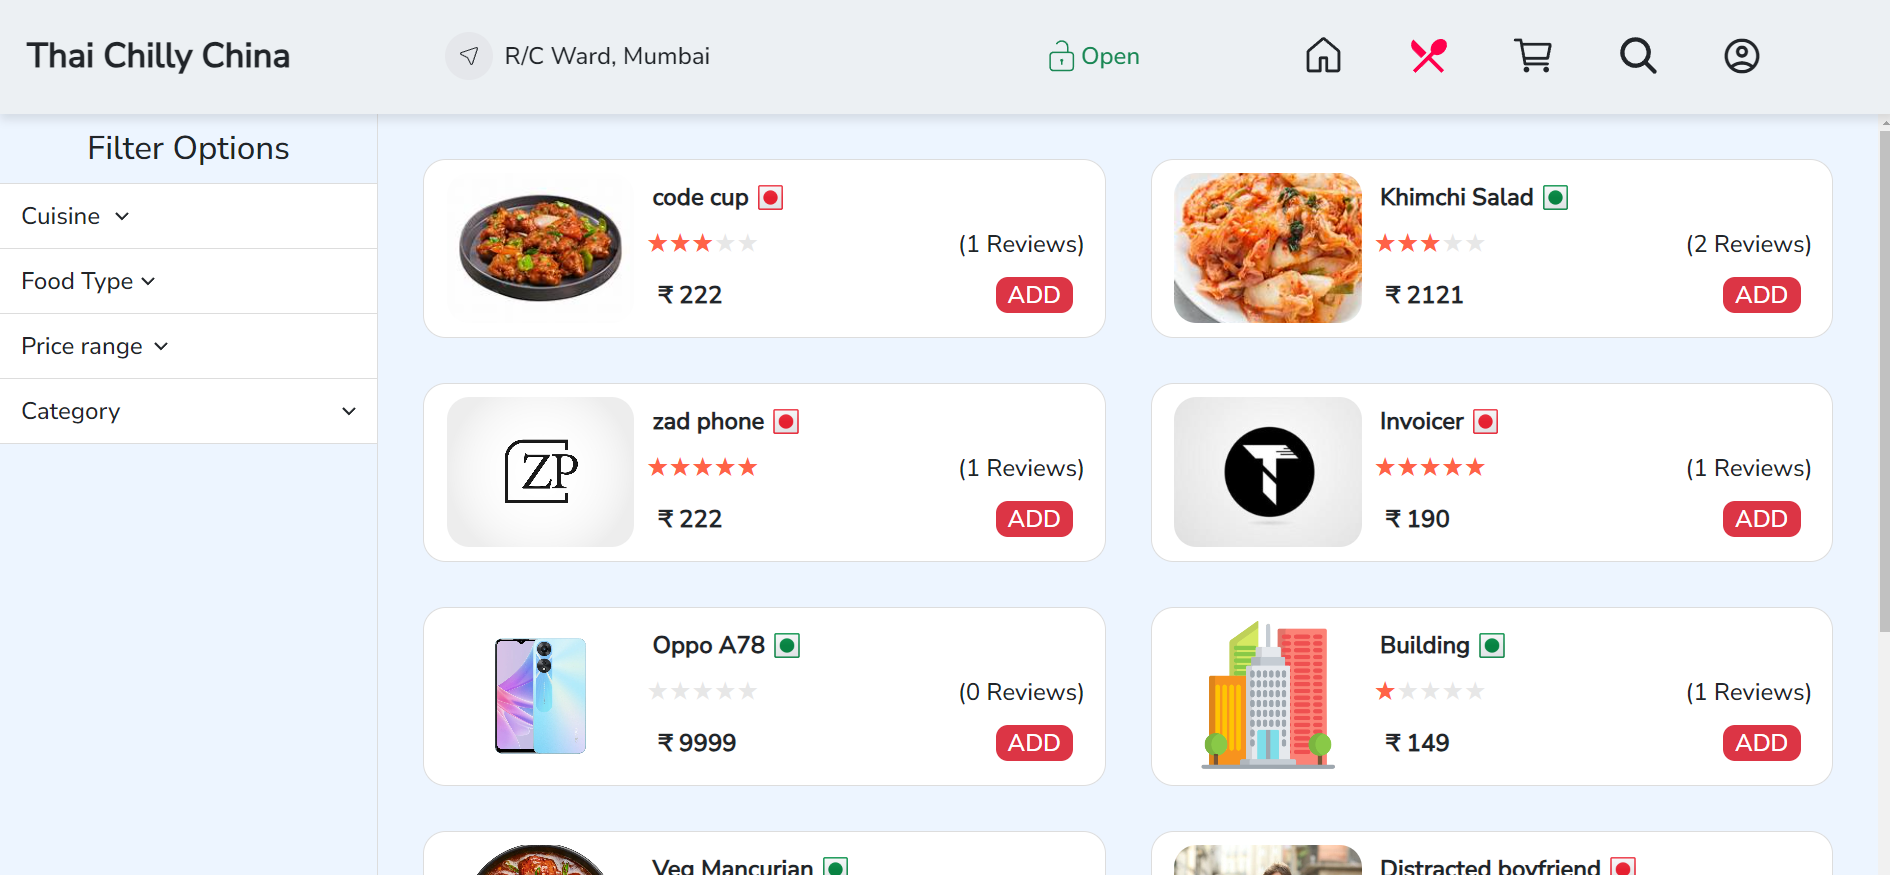 Thai Chilly China
R/C Ward, Mumbai
Open
Filter Options
Cuisine
Food Type
Price range
Category
code cup
(1 Reviews)
₹ 222
ADD
Khimchi Salad
(2 Reviews)
₹ 2121
ADD
ZP
zad phone
(1 Reviews)
₹ 222
ADD
T
Invoicer
(1 Reviews)
₹ 190
ADD
Oppo A78
(0 Reviews)
₹ 9999
ADD
Building
(1 Reviews)
₹ 149
ADD
Veg Mancurian
Distracted boyfriend